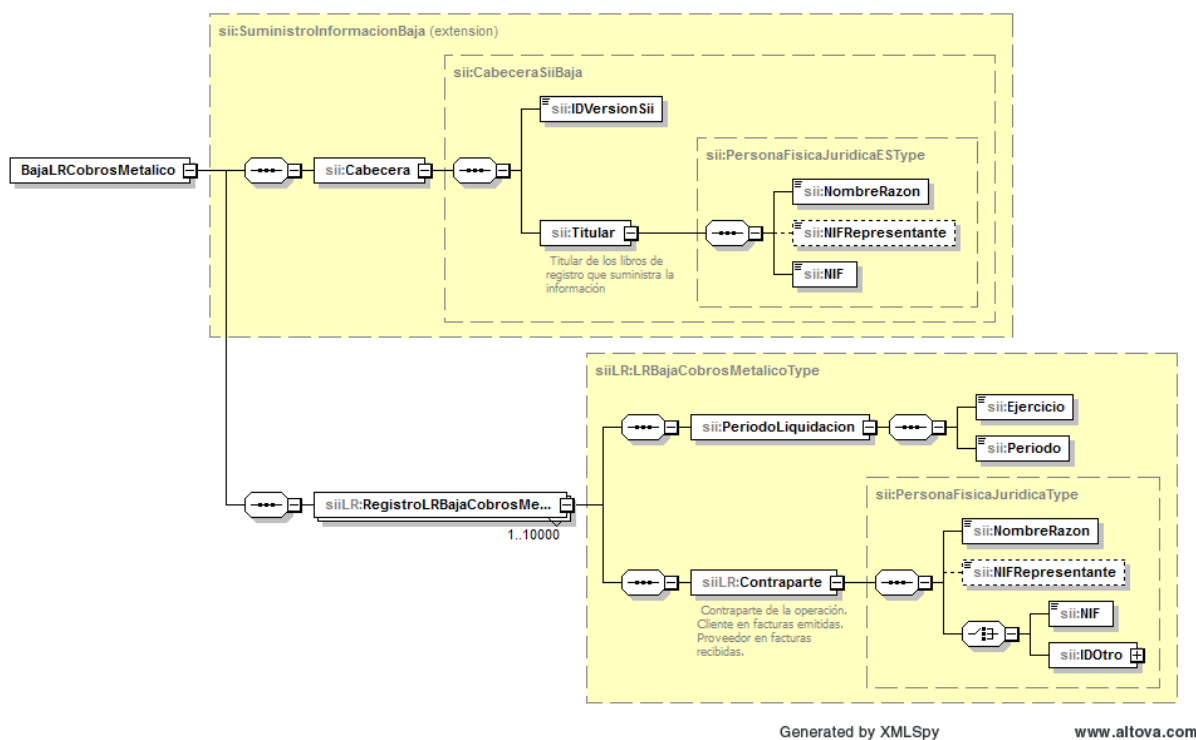 sii:SuministroInformacionBaja (extension)
sii:CabeceraSiiBaja
sii:IDVersionSii
sii:PersonaFisicaJuridicaESType
BajaLRCobrosMetalico
sii:Cabecera
sii:NombreRazon
sii:Titular
sii:NIFRepresentante
Titular de los libros de
registro que suministra la
información
sii:NIF
siiLR:LRBajaCobrosMetalicoType
sii:PeriodoLiquidacion
sii:Ejercicio
sii:Periodo
sii:PersonaFisicaJuridicaType
siiLR:RegistroLRBajaCobrosMe...
1..10000
sii:NombreRazon
siiLR:Contraparte
sii:NIFRepresentante
Contraparte de la operación.
Cliente en facturas emitidas.
Proveedor en facturas
recibidas.
sii:NIF
sii:IDOtro
Generated by XMLSpy
www.altova.com